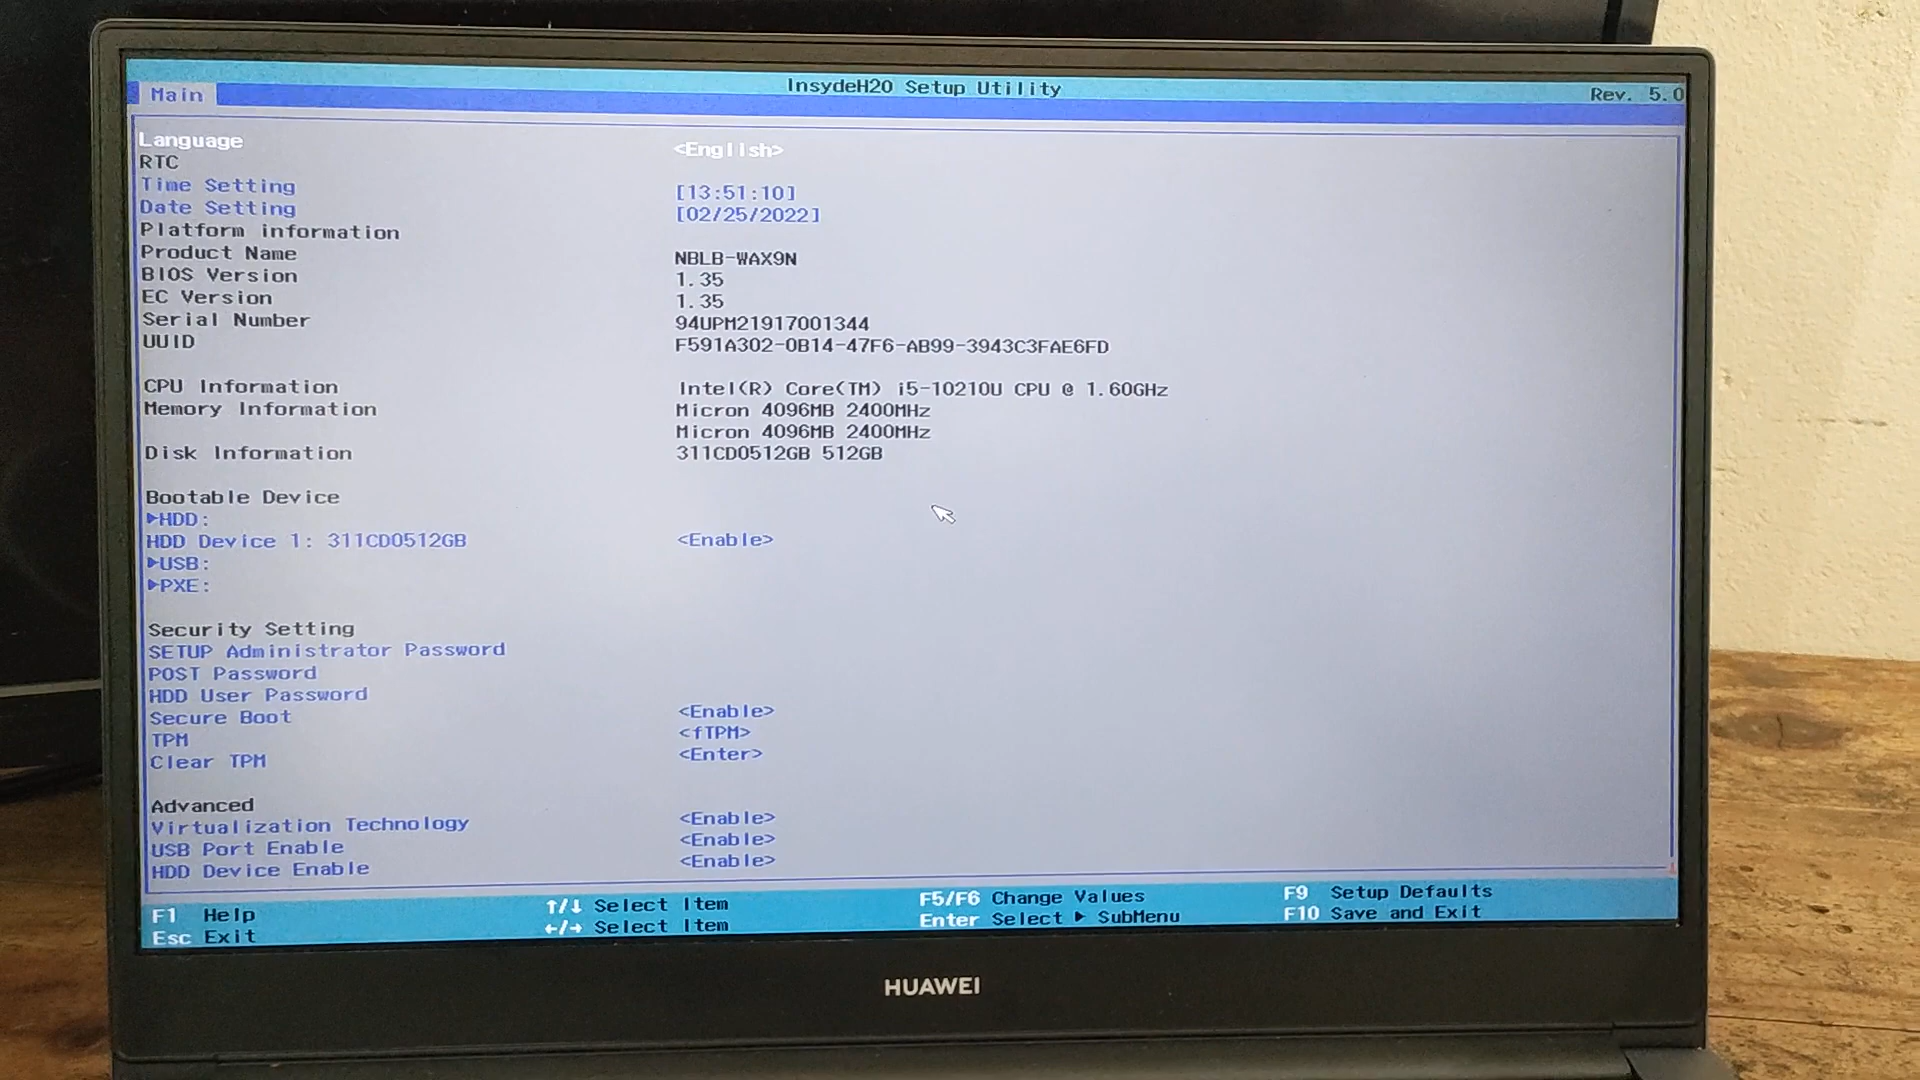 InsydeH20 Setup Utility
Rev. 5.0
Main
Language <English>
RTC
Time Setting [13:51:10]
Date Setting [02/25/2022]
Platform information
Product Name NBLB-WAX9N
BIOS Version 1.35
EC Version 1.35
Serial Number 94UPM21917001344
UUID F591A302-0B14-47F6-AB99-3943C3FAE6FD
CPU Information Intel(R) Core(TM) i5-10210U CPU @ 1.60GHz
Memory Information Micron 4096MB 2400MHz
Micron 4096MB 2400MHz
Disk Information 311CD0512GB 512GB
Bootable Device
▶HDD:
HDD Device 1: 311CD0512GB <Enable>
▶USB:
▶PXE:
Security Setting
SETUP Administrator Password
POST Password
HDD User Password
Secure Boot <Enable>
TPM <fTPM>
Clear TPM <Enter>
Advanced
Virtualization Technology <Enable>
USB Port Enable <Enable>
HDD Device Enable <Enable>
F1 Help ↑/↓ Select Item F5/F6 Change Values F9 Setup Defaults
Esc Exit ←/→ Select Item Enter Select ▶ SubMenu F10 Save and Exit
HUAWEI